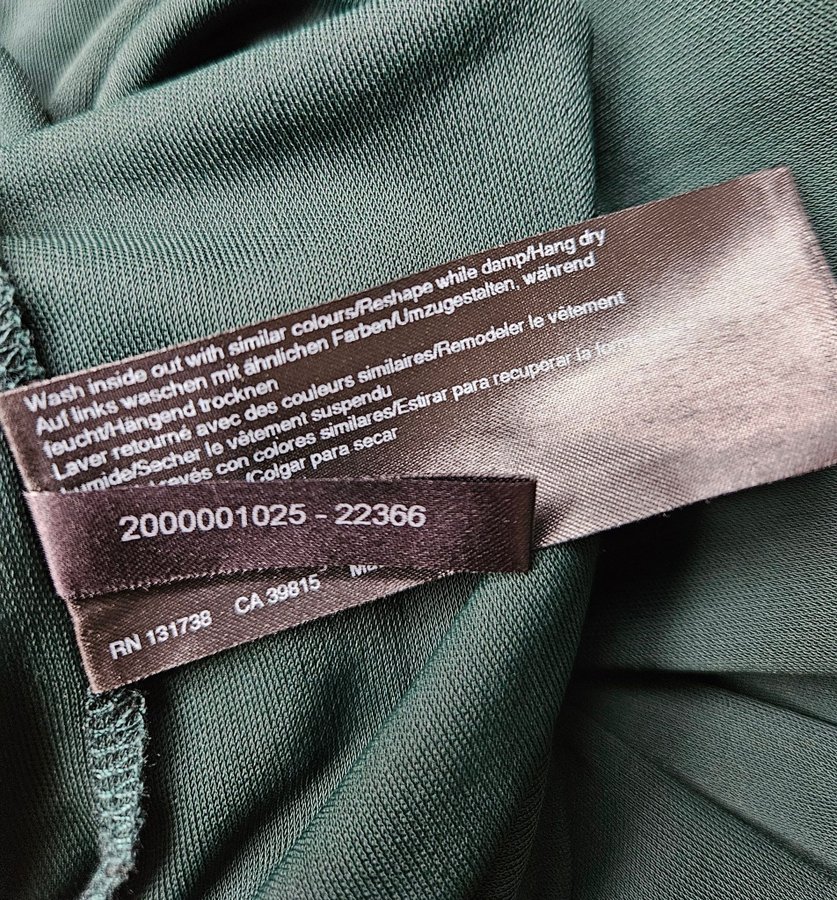 Wash inside out with similar colours/Reshape while damp/Hang dry
Auf links waschen mit ähnlichen Farben/Umzugestalten, während
feucht/Hängend trocknen
Laver retourné avec des couleurs similaires/Remodeler le vêtement
humide/Secher le vêtement suspendu
con colores similares/Estirar para recuperar la
/Colgar para secar
2000001025 - 22366
RN 131738 CA 39815